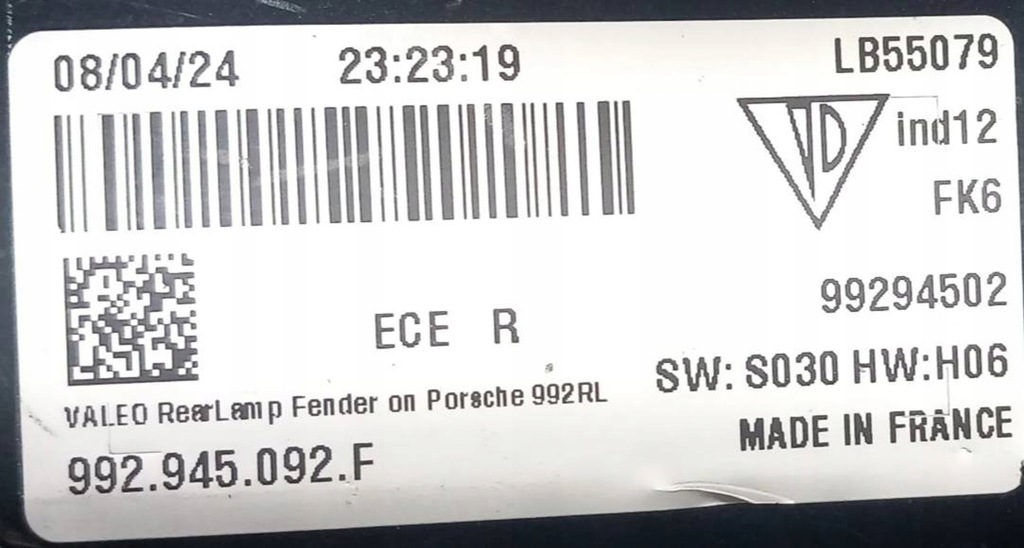 08/04/24 23:23:19 LB55079
VD ind12
FK6
99294502
ECE R
SW: S030 HW:H06
VALEO RearLamp Fender on Porsche 992RL
MADE IN FRANCE
992.945.092.F